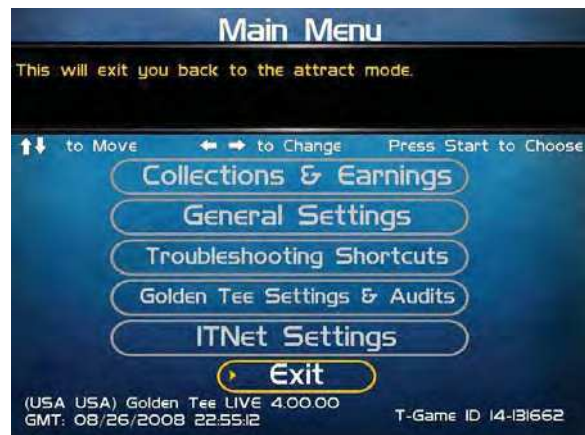 Main Menu
This will exit you back to the attract mode.
to Move to Change Press Start to Choose
Collections & Earnings
General Settings
Troubleshooting Shortcuts
Golden Tee Settings & Audits
ITNet Settings
Exit
(USA USA) Golden Tee LIVE 4.00.00
GMT: 08/26/2008 22:55:12
T-Game ID 14-131662